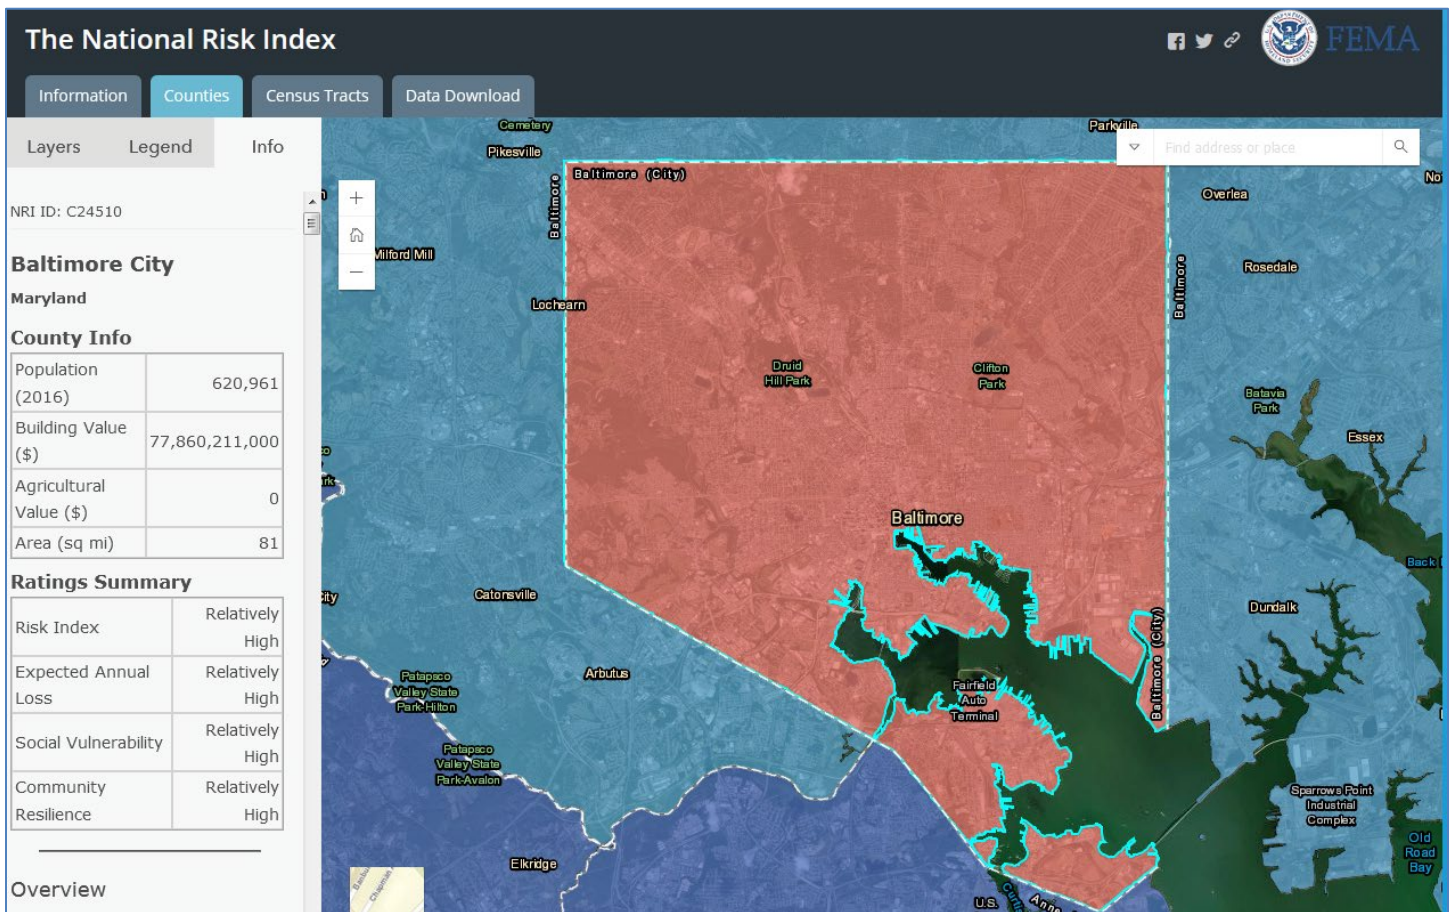 The National Risk Index
FEMA
Information
Counties
Census Tracts
Data Download
Layers
Legend
Info
NRI ID: C24510
Baltimore City
Maryland
County Info
Population (2016)
620,961
Building Value ($)
77,860,211,000
Agricultural Value ($)
0
Area (sq mi)
81
Ratings Summary
Risk Index
Relatively High
Expected Annual Loss
Relatively High
Social Vulnerability
Relatively High
Community Resilience
Relatively High
Overview
Find address or place
Cemetery
Pikesville
Parkville
Baltimore (City)
Baltimore
Overlea
Milford Mill
Rosedale
Baltimore
Lochearn
Druid
Hill Park
Clifton
Park
Batavia
Park
Essex
Baltimore
Catonsville
Dundalk
Baltimore (City)
Arbutus
Patapsco
Valley State
Park-Hilton
Fairfield
Auto
Terminal
Patapsco
Valley State
Park-Avalon
Sparrows Point
Industrial
Complex
Old
Road
Bay
Elkridge
U.S.